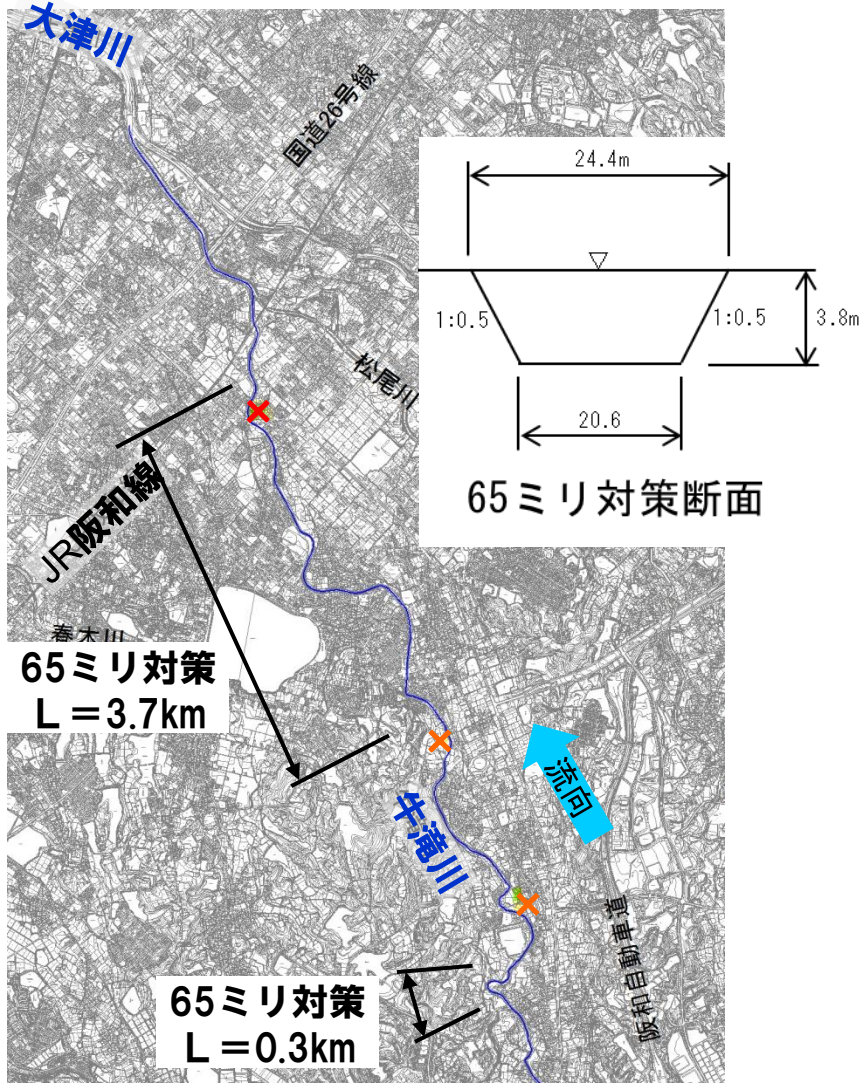 大津川
国道26号線
24.4m
▽
1:0.5
1:0.5
3.8m
20.6
65ミリ対策断面
松尾川
JR阪和線
春木川
65ミリ対策
L=3.7km
流向
牛滝川
阪和自動車道
65ミリ対策
L=0.3km